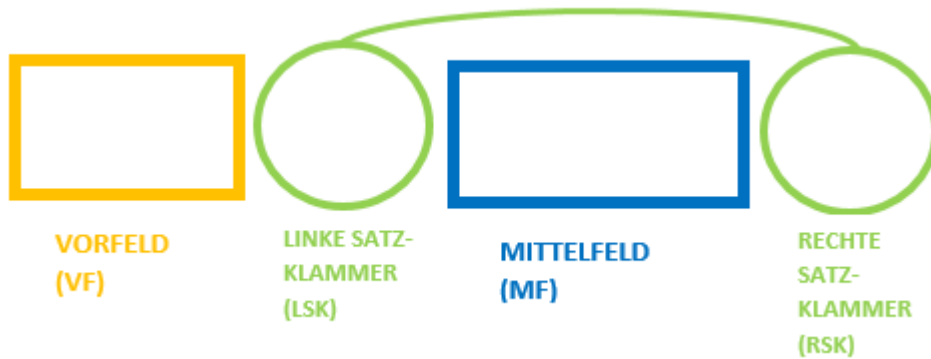 VORFELD
(VF)
LINKE SATZ-
KLAMMER
(LSK)
MITTELFELD
(MF)
RECHTE
SATZ-
KLAMMER
(RSK)